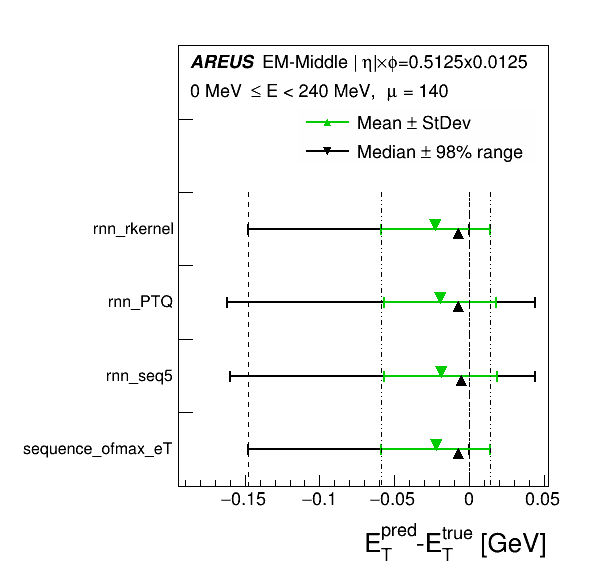 AREUS EM-Middle | η|×ϕ=0.5125x0.0125
0 MeV ≤ E < 240 MeV, μ = 140
Mean ± StDev
Median ± 98% range
rnn_rkernel
rnn_PTQ
rnn_seq5
sequence_ofmax_eT
−0.15 −0.1 −0.05 0 0.05
E_T^pred-E_T^true [GeV]